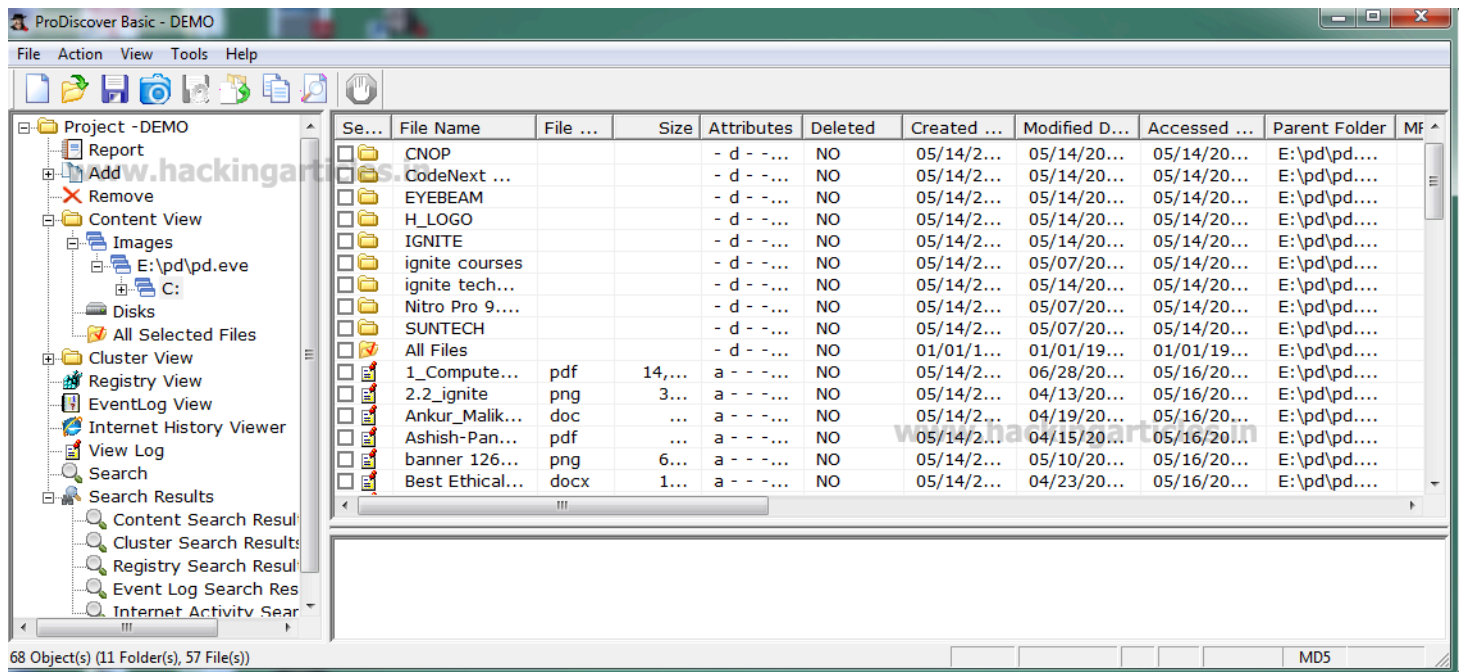 ProDiscover Basic - DEMO
File Action View Tools Help
Project -DEMO
Report
Add
Remove
Content View
Images
E:\pd\pd.eve
C:
Disks
All Selected Files
Cluster View
Registry View
EventLog View
Internet History Viewer
View Log
Search
Search Results
Content Search Resul
Cluster Search Results
Registry Search Resul
Event Log Search Res
Internet Activity Sear
www.hackingarticles.in
Se... File Name File ... Size Attributes Deleted Created ... Modified D... Accessed ... Parent Folder MF
CNOP - d - -... NO 05/14/2... 05/14/20... 05/14/20... E:\pd\pd....
CodeNext ... - d - -... NO 05/14/2... 05/14/20... 05/14/20... E:\pd\pd....
EYEBEAM - d - -... NO 05/14/2... 05/14/20... 05/14/20... E:\pd\pd....
H_LOGO - d - -... NO 05/14/2... 05/14/20... 05/14/20... E:\pd\pd....
IGNITE - d - -... NO 05/14/2... 05/14/20... 05/14/20... E:\pd\pd....
ignite courses - d - -... NO 05/14/2... 05/07/20... 05/14/20... E:\pd\pd....
ignite tech... - d - -... NO 05/14/2... 05/14/20... 05/14/20... E:\pd\pd....
Nitro Pro 9.... - d - -... NO 05/14/2... 05/07/20... 05/14/20... E:\pd\pd....
SUNTECH - d - -... NO 05/14/2... 05/07/20... 05/14/20... E:\pd\pd....
All Files - d - -... NO 01/01/1... 01/01/19... 01/01/19... E:\pd\pd....
1_Compute... pdf 14,... a - - -... NO 05/14/2... 06/28/20... 05/16/20... E:\pd\pd....
2.2_ignite png 3... a - - -... NO 05/14/2... 04/13/20... 05/16/20... E:\pd\pd....
Ankur_Malik... doc ... a - - -... NO 05/14/2... 04/19/20... 05/16/20... E:\pd\pd....
Ashish-Pan... pdf ... a - - -... NO 05/14/2... 04/15/20... 05/16/20... E:\pd\pd....
banner 126... png 6... a - - -... NO 05/14/2... 05/10/20... 05/16/20... E:\pd\pd....
Best Ethical... docx 1... a - - -... NO 05/14/2... 04/23/20... 05/16/20... E:\pd\pd....
www.hackingarticles.in
68 Object(s) (11 Folder(s), 57 File(s))
MD5